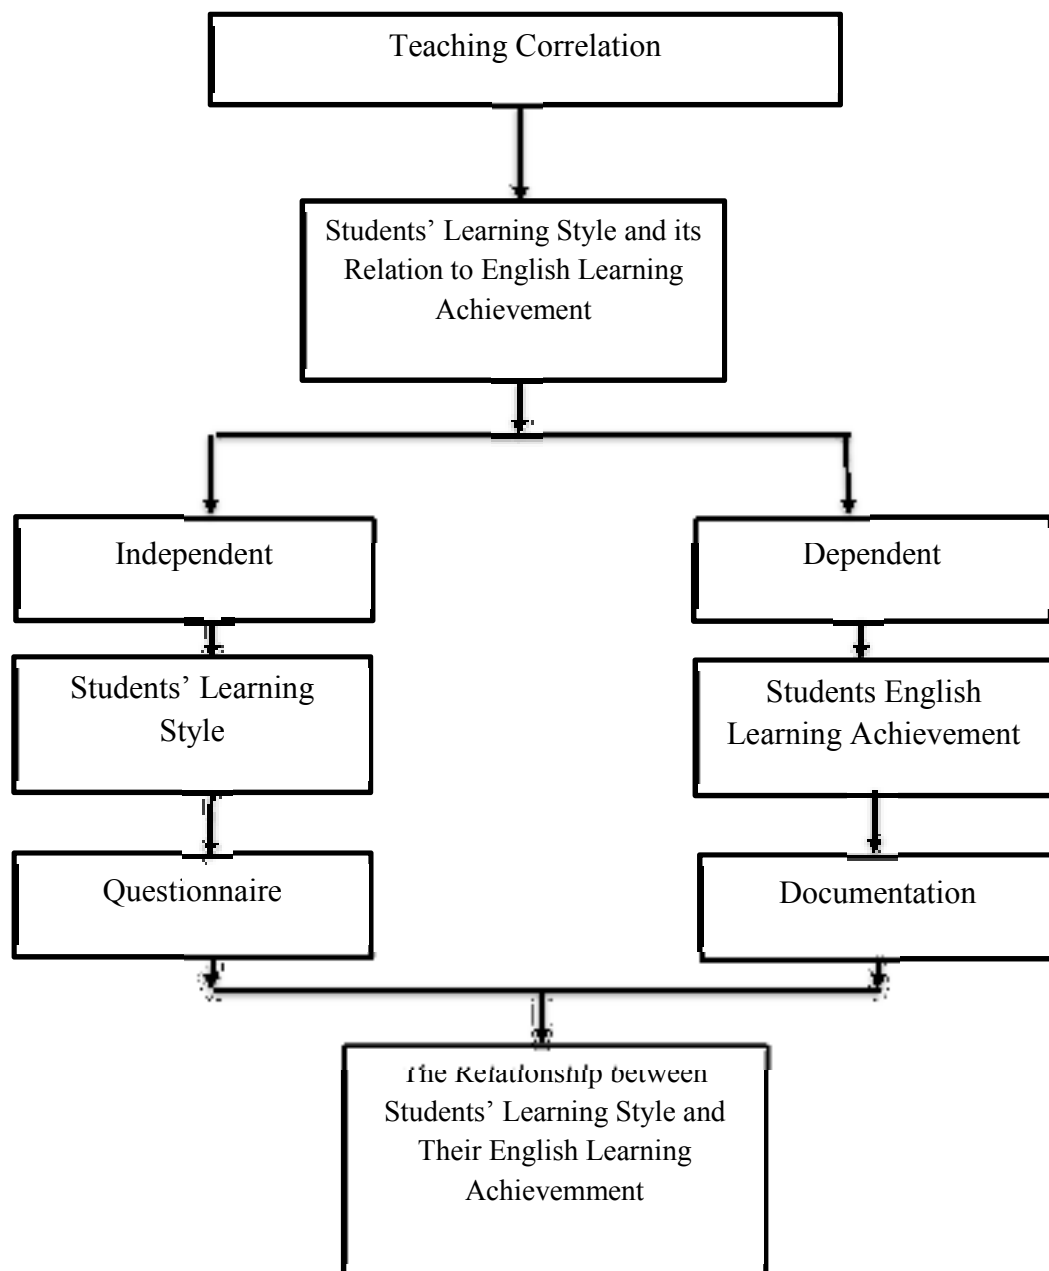 Teaching Correlation
Students’ Learning Style and its
Relation to English Learning
Achievement
Independent
Dependent
Students’ Learning
Style
Students English
Learning Achievement
Questionnaire
Documentation
The Relationship between
Students’ Learning Style and
Their English Learning
Achievemment